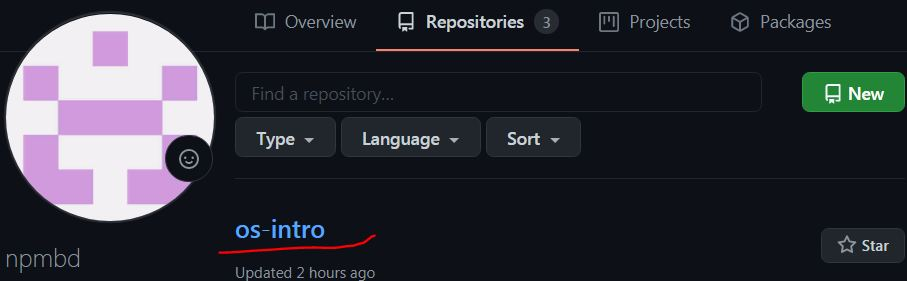 Overview
Repositories 3
Projects
Packages
Find a repository...
New
Type
Language
Sort
os-intro
Star
npmbd
Updated 2 hours ago